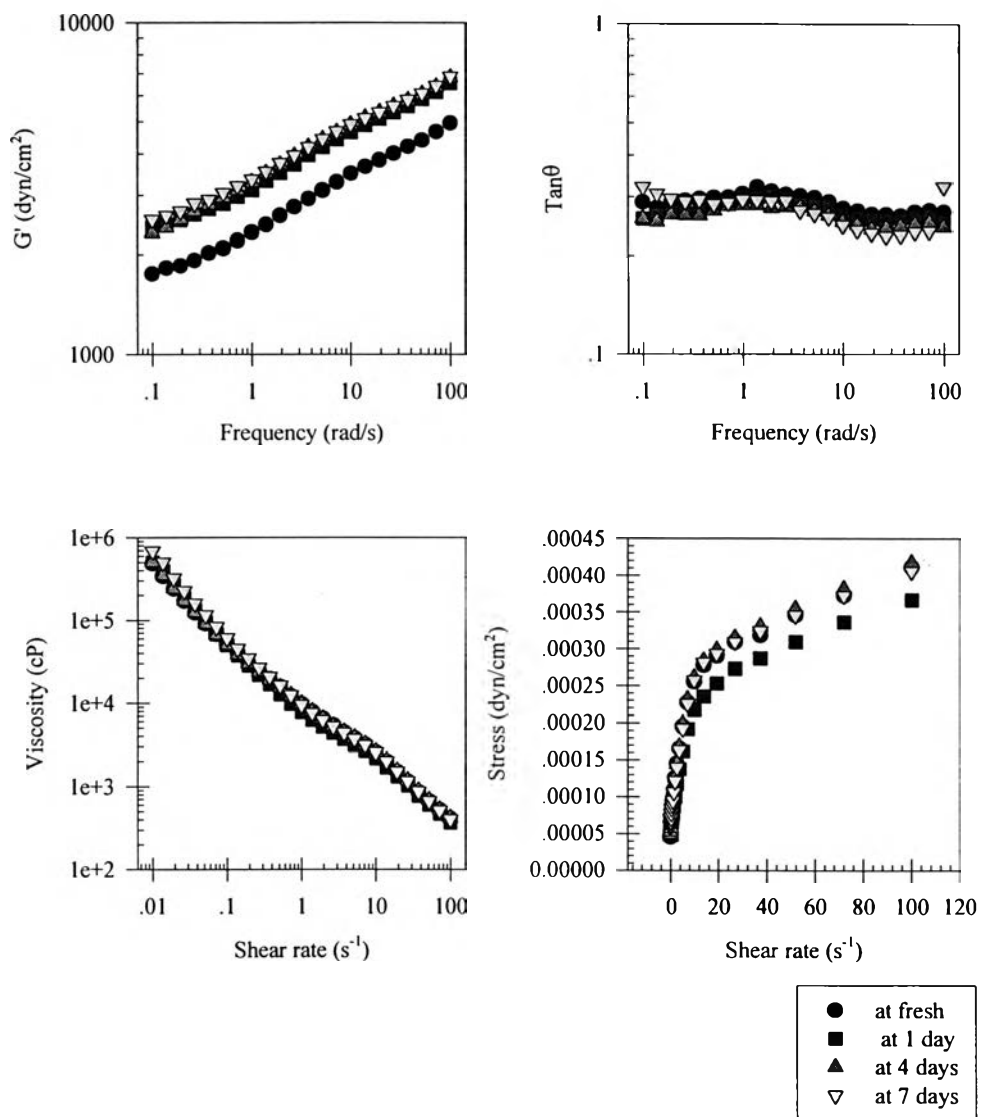 10000
G' (dyn/cm²)
1000
.1 1 10 100
Frequency (rad/s)
1
Tanθ
.1
.1 1 10 100
Frequency (rad/s)
1e+6
1e+5
1e+4
1e+3
1e+2
Viscosity (cP)
.01 .1 1 10 100
Shear rate (s⁻¹)
.00045
.00040
.00035
.00030
.00025
.00020
.00015
.00010
.00005
0.00000
Stress (dyn/cm²)
0 20 40 60 80 100 120
Shear rate (s⁻¹)
at fresh
at 1 day
at 4 days
at 7 days